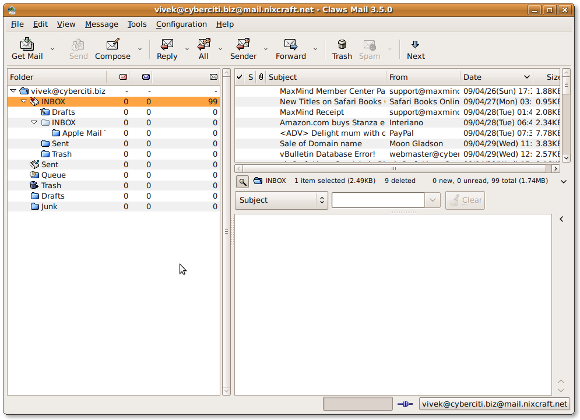 vivek@cyberciti.biz@mail.nixcraft.net - Claws Mail 3.5.0
File Edit View Message Tools Configuration Help
Get Mail Send Compose Reply All Sender Forward Trash Spam Next
Folder
vivek@cyberciti.biz - - -
INBOX 0 0 99
Drafts 0 0 0
INBOX 0 0 0
Apple Mail 0 0 0
Sent 0 0 0
Trash 0 0 0
Sent 0 0 0
Queue 0 0 0
Trash 0 0 0
Drafts 0 0 0
Junk 0 0 0
S Subject From Date Size
MaxMind Member Center Pa support@maxmind 09/04/26(Sun) 17: 1.88KB
New Titles on Safari Books Safari Books Onlin 09/04/27(Mon) 03: 0.95KB
MaxMind Receipt support@maxmind 09/04/28(Tue) 01:4 2.08KB
Amazon.com buys Stanza e Interiano 09/04/28(Tue) 06:4 2.34KB
<ADV> Delight mum with c PayPal 09/04/28(Tue) 07:3 7.78KB
Sale of Domain name Moon Gladson 09/04/29(Wed) 11: 3.83KB
vBulletin Database Error! webmaster@cyber 09/04/29(Wed) 12: 2.57KB
INBOX 1 item selected (2.49KB) 9 deleted 0 new, 0 unread, 99 total (1.74MB)
Subject Clear
vivek@cyberciti.biz@mail.nixcraft.net